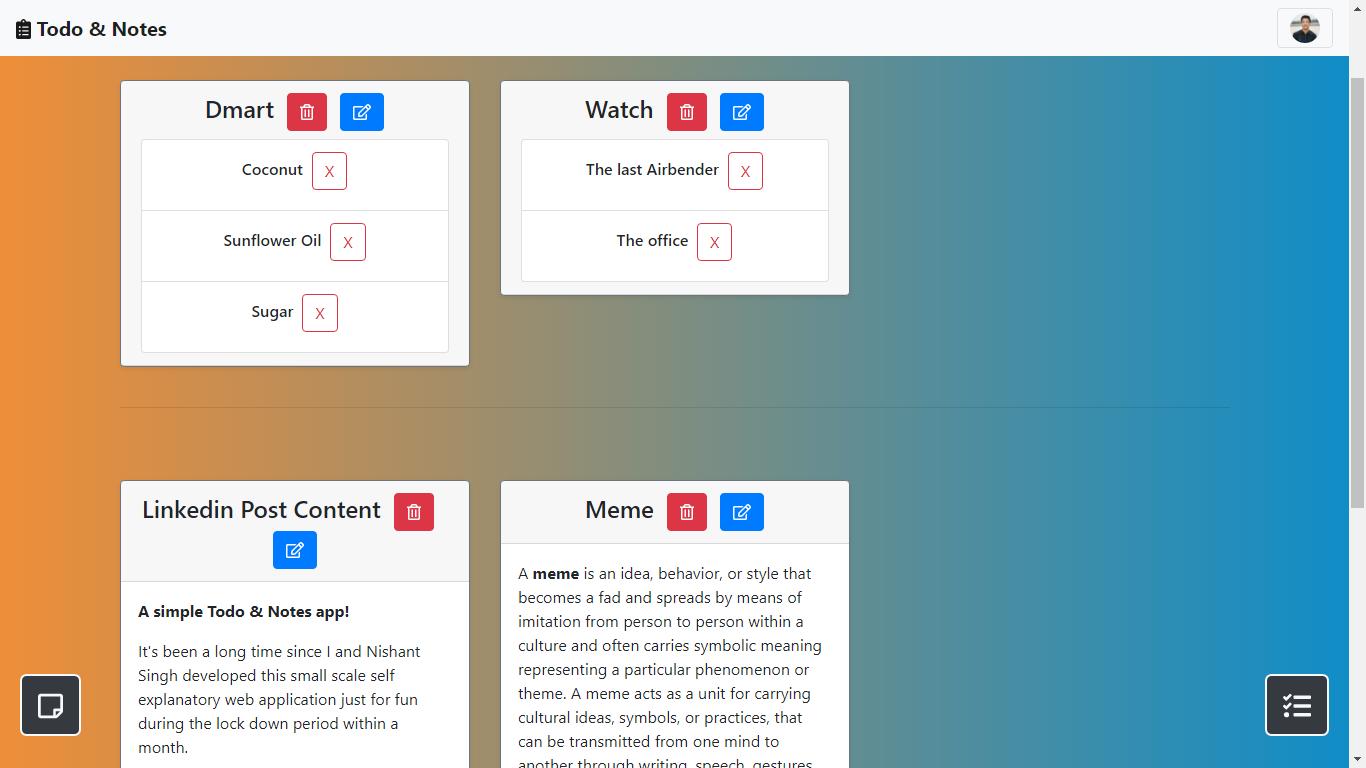 Todo & Notes
Dmart
Coconut X
Sunflower Oil X
Sugar X
Watch
The last Airbender X
The office X
Linkedin Post Content
A simple Todo & Notes app!
It's been a long time since I and Nishant
Singh developed this small scale self
explanatory web application just for fun
during the lock down period within a
month.
Meme
A meme is an idea, behavior, or style that
becomes a fad and spreads by means of
imitation from person to person within a
culture and often carries symbolic meaning
representing a particular phenomenon or
theme. A meme acts as a unit for carrying
cultural ideas, symbols, or practices, that
can be transmitted from one mind to
another through writing, speech, gestures,